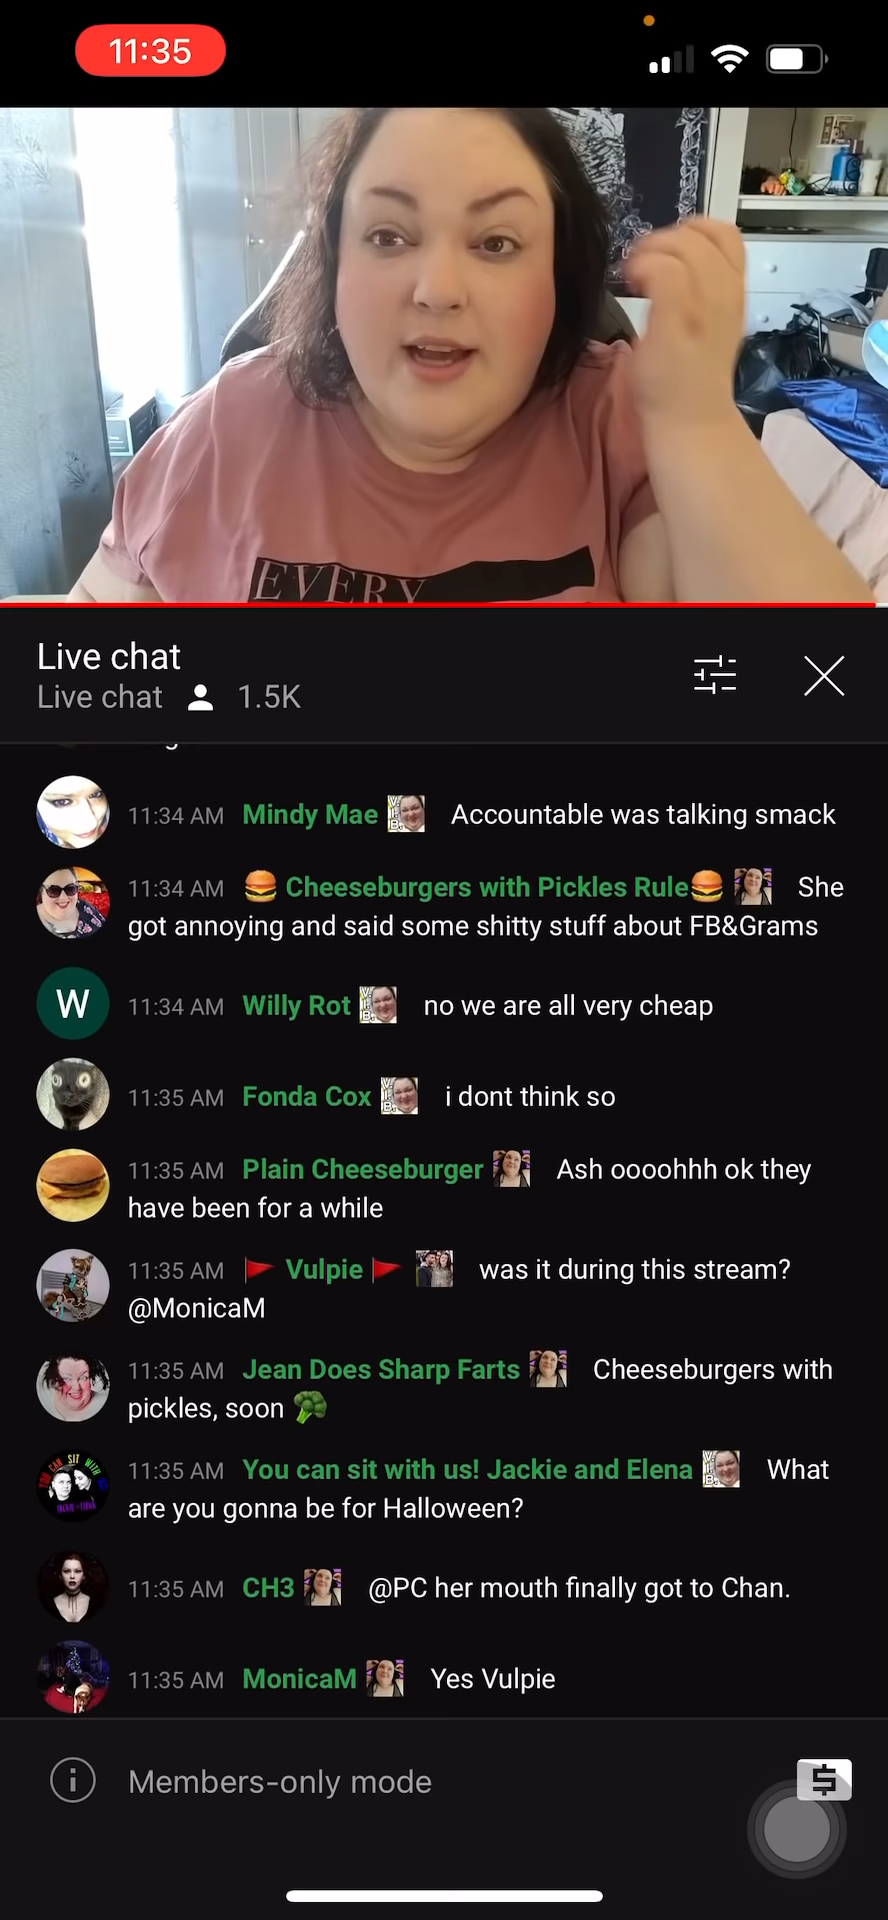 11:35
EVERY
Live chat
Live chat 1.5K
11:34 AM Mindy Mae Accountable was talking smack
11:34 AM 🍔 Cheeseburgers with Pickles Rule🍔 She
got annoying and said some shitty stuff about FB&Grams
W 11:34 AM Willy Rot no we are all very cheap
11:35 AM Fonda Cox i dont think so
11:35 AM Plain Cheeseburger Ash oooohhh ok they
have been for a while
11:35 AM 🚩 Vulpie 🚩 was it during this stream?
@MonicaM
11:35 AM Jean Does Sharp Farts Cheeseburgers with
pickles, soon 🥦
11:35 AM You can sit with us! Jackie and Elena What
are you gonna be for Halloween?
11:35 AM CH3 @PC her mouth finally got to Chan.
11:35 AM MonicaM Yes Vulpie
Members-only mode